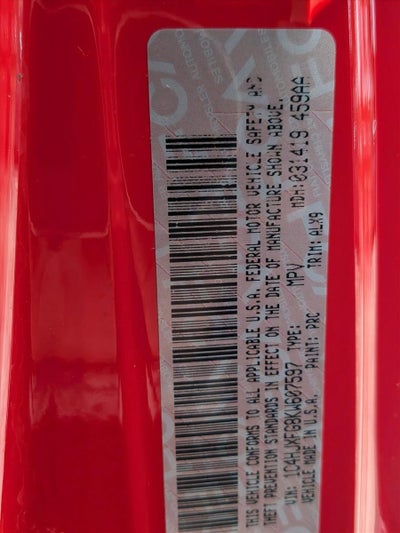 THIS VEHICLE CONFORMS TO ALL APPLICABLE U.S.A. FEDERAL MOTOR VEHICLE SAFETY AND
THEFT PREVENTION STANDARDS IN EFFECT ON THE DATE OF MANUFACTURE SHOWN ABOVE.
VIN: 1C4HJXFG8KW607597 TYPE: MPV MDH: 031419 459AA
VEHICLE MADE IN U.S.A. PAINT: PRC TRIM: ALX9